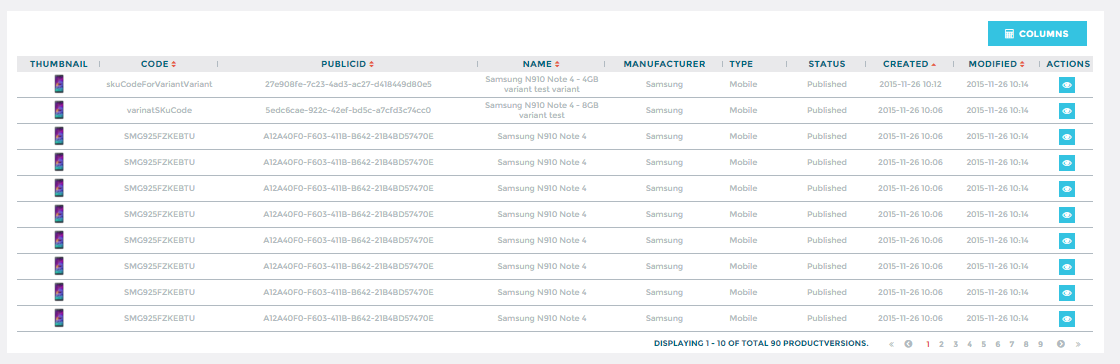 COLUMNS
THUMBNAIL CODE PUBLICID NAME MANUFACTURER TYPE STATUS CREATED MODIFIED ACTIONS
skuCodeForVariantVariant 27e908fe-7c23-4ad3-ac27-d418449d80e5 Samsung N910 Note 4 - 4GB variant test variant Samsung Mobile Published 2015-11-26 10:12 2015-11-26 10:14
varinatSKuCode 5edc6cae-922c-42ef-bd5c-a7cfd3c74cc0 Samsung N910 Note 4 - 8GB variant test Samsung Mobile Published 2015-11-26 10:06 2015-11-26 10:14
SMG925FZKEBTU A12A40F0-F603-411B-B642-21B4BD57470E Samsung N910 Note 4 Samsung Mobile Published 2015-11-26 10:06 2015-11-26 10:14
SMG925FZKEBTU A12A40F0-F603-411B-B642-21B4BD57470E Samsung N910 Note 4 Samsung Mobile Published 2015-11-26 10:06 2015-11-26 10:14
SMG925FZKEBTU A12A40F0-F603-411B-B642-21B4BD57470E Samsung N910 Note 4 Samsung Mobile Published 2015-11-26 10:06 2015-11-26 10:14
SMG925FZKEBTU A12A40F0-F603-411B-B642-21B4BD57470E Samsung N910 Note 4 Samsung Mobile Published 2015-11-26 10:06 2015-11-26 10:14
SMG925FZKEBTU A12A40F0-F603-411B-B642-21B4BD57470E Samsung N910 Note 4 Samsung Mobile Published 2015-11-26 10:06 2015-11-26 10:14
SMG925FZKEBTU A12A40F0-F603-411B-B642-21B4BD57470E Samsung N910 Note 4 Samsung Mobile Published 2015-11-26 10:06 2015-11-26 10:14
SMG925FZKEBTU A12A40F0-F603-411B-B642-21B4BD57470E Samsung N910 Note 4 Samsung Mobile Published 2015-11-26 10:06 2015-11-26 10:14
SMG925FZKEBTU A12A40F0-F603-411B-B642-21B4BD57470E Samsung N910 Note 4 Samsung Mobile Published 2015-11-26 10:06 2015-11-26 10:14
DISPLAYING 1 - 10 OF TOTAL 90 PRODUCTVERSIONS. « 1 2 3 4 5 6 7 8 9 »